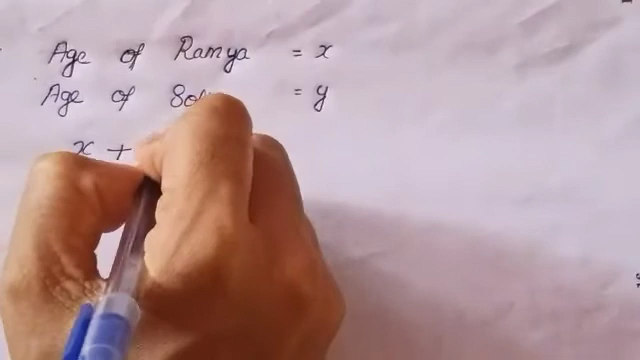 Age of Ramya = x
Age of = y
x +